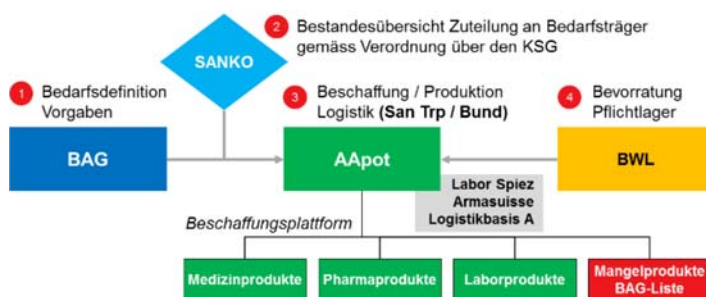 2 Bestandesübersicht Zuteilung an Bedarfsträger
gemäss Verordnung über den KSG
SANKO
1 Bedarfsdefinition
Vorgaben
3 Beschaffung / Produktion
Logistik (San Trp / Bund)
4 Bevorratung
Pflichtlager
BAG
AApot
BWL
Labor Spiez
Armasuisse
Logistikbasis A
Beschaffungsplattform
Medizinprodukte
Pharmaprodukte
Laborprodukte
Mangelprodukte
BAG-Liste